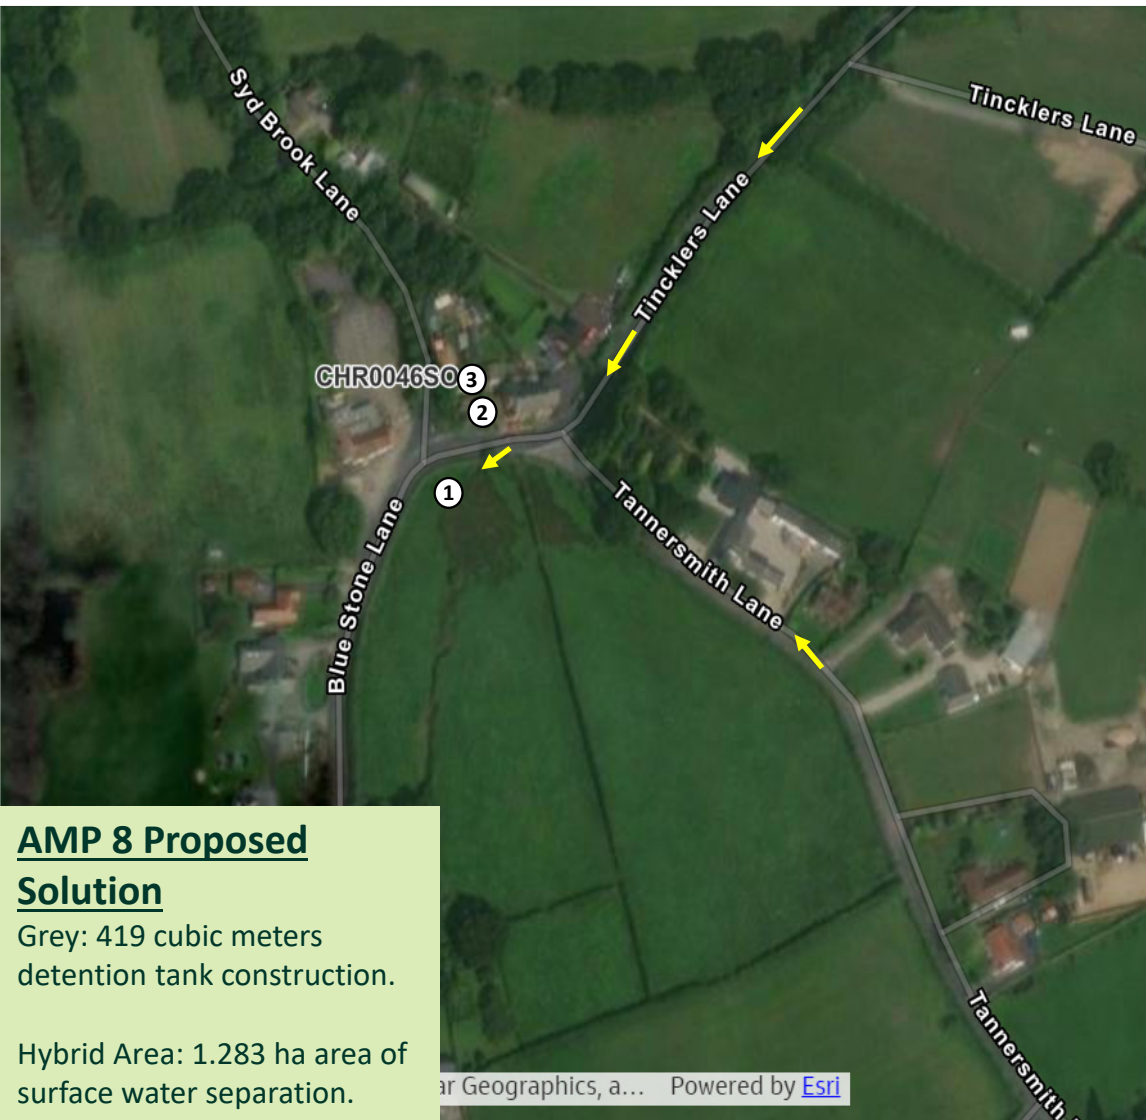 Syd Brook Lane
Tincklers Lane
Tincklers Lane
CHR0046SO
3
2
1
Tannersmith Lane
Blue Stone Lane
AMP 8 Proposed
Solution
Grey: 419 cubic meters
detention tank construction.
Hybrid Area: 1.283 ha area of
surface water separation.
ar Geographics, a... Powered by Esri
Tannersmith